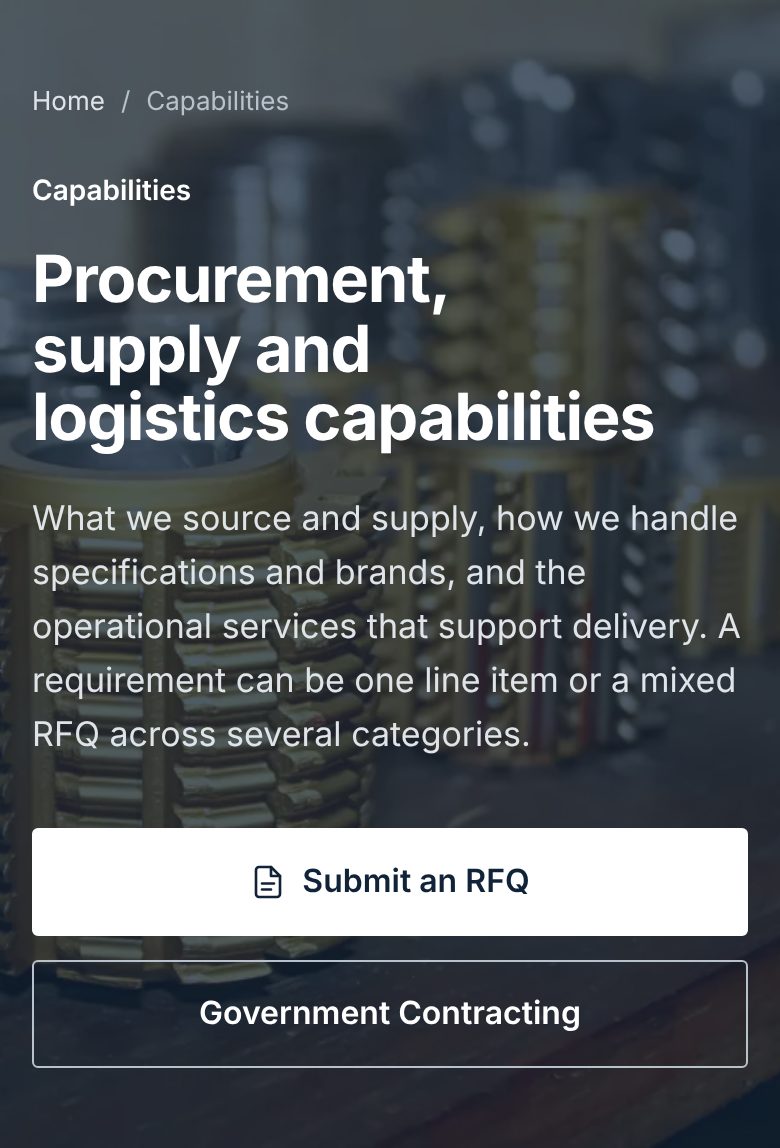 Home / Capabilities
Capabilities
Procurement,
supply and
logistics capabilities
What we source and supply, how we handle
specifications and brands, and the
operational services that support delivery. A
requirement can be one line item or a mixed
RFQ across several categories.
Submit an RFQ
Government Contracting